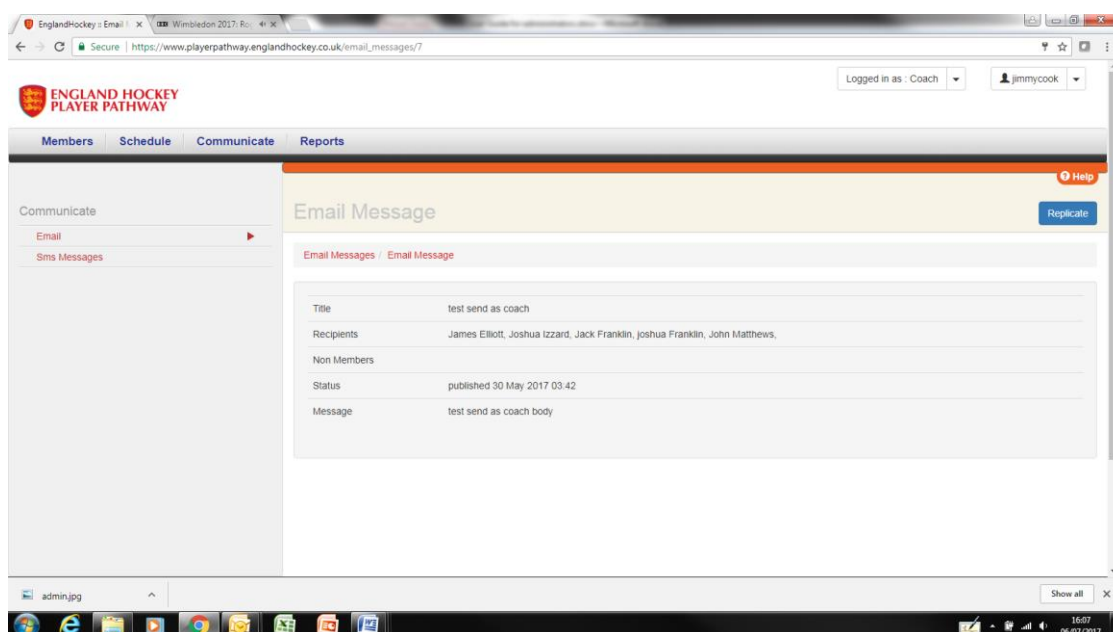 EnglandHockey :: Email
Wimbledon 2017: Ro
Secure https://www.playerpathway.englandhockey.co.uk/email_messages/7
Logged in as : Coach
jimmycook
ENGLAND HOCKEY
PLAYER PATHWAY
Members Schedule Communicate Reports
Help
Communicate
Email Message
Replicate
Email
Sms Messages
Email Messages / Email Message
Title test send as coach
Recipients James Elliott, Joshua Izzard, Jack Franklin, joshua Franklin, John Matthews,
Non Members
Status published 30 May 2017 03:42
Message test send as coach body
admin.jpg
Show all
16:07
06/07/2017